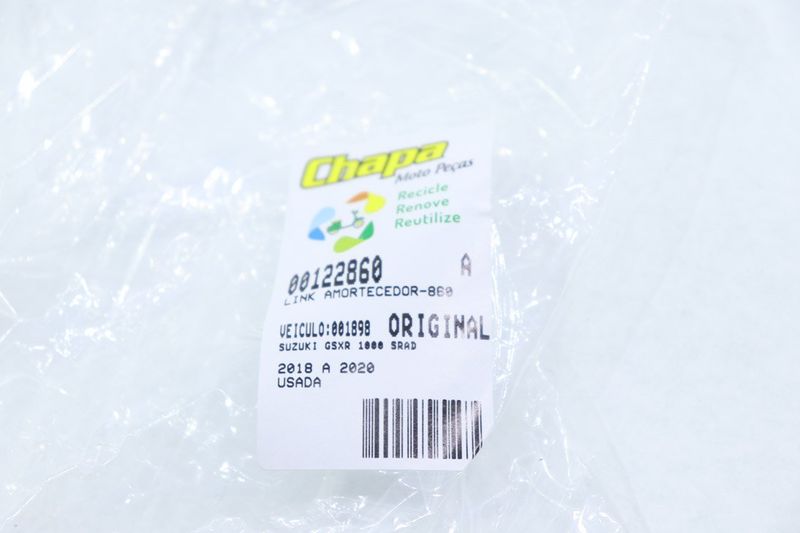 Chapa
Moto Peças
Recicle
Renove
Reutilize
00122860 A
LINK AMORTECEDOR-860
VEICULO:001898 ORIGINAL
SUZUKI GSXR 1000 SRAD
2018 A 2020
USADA